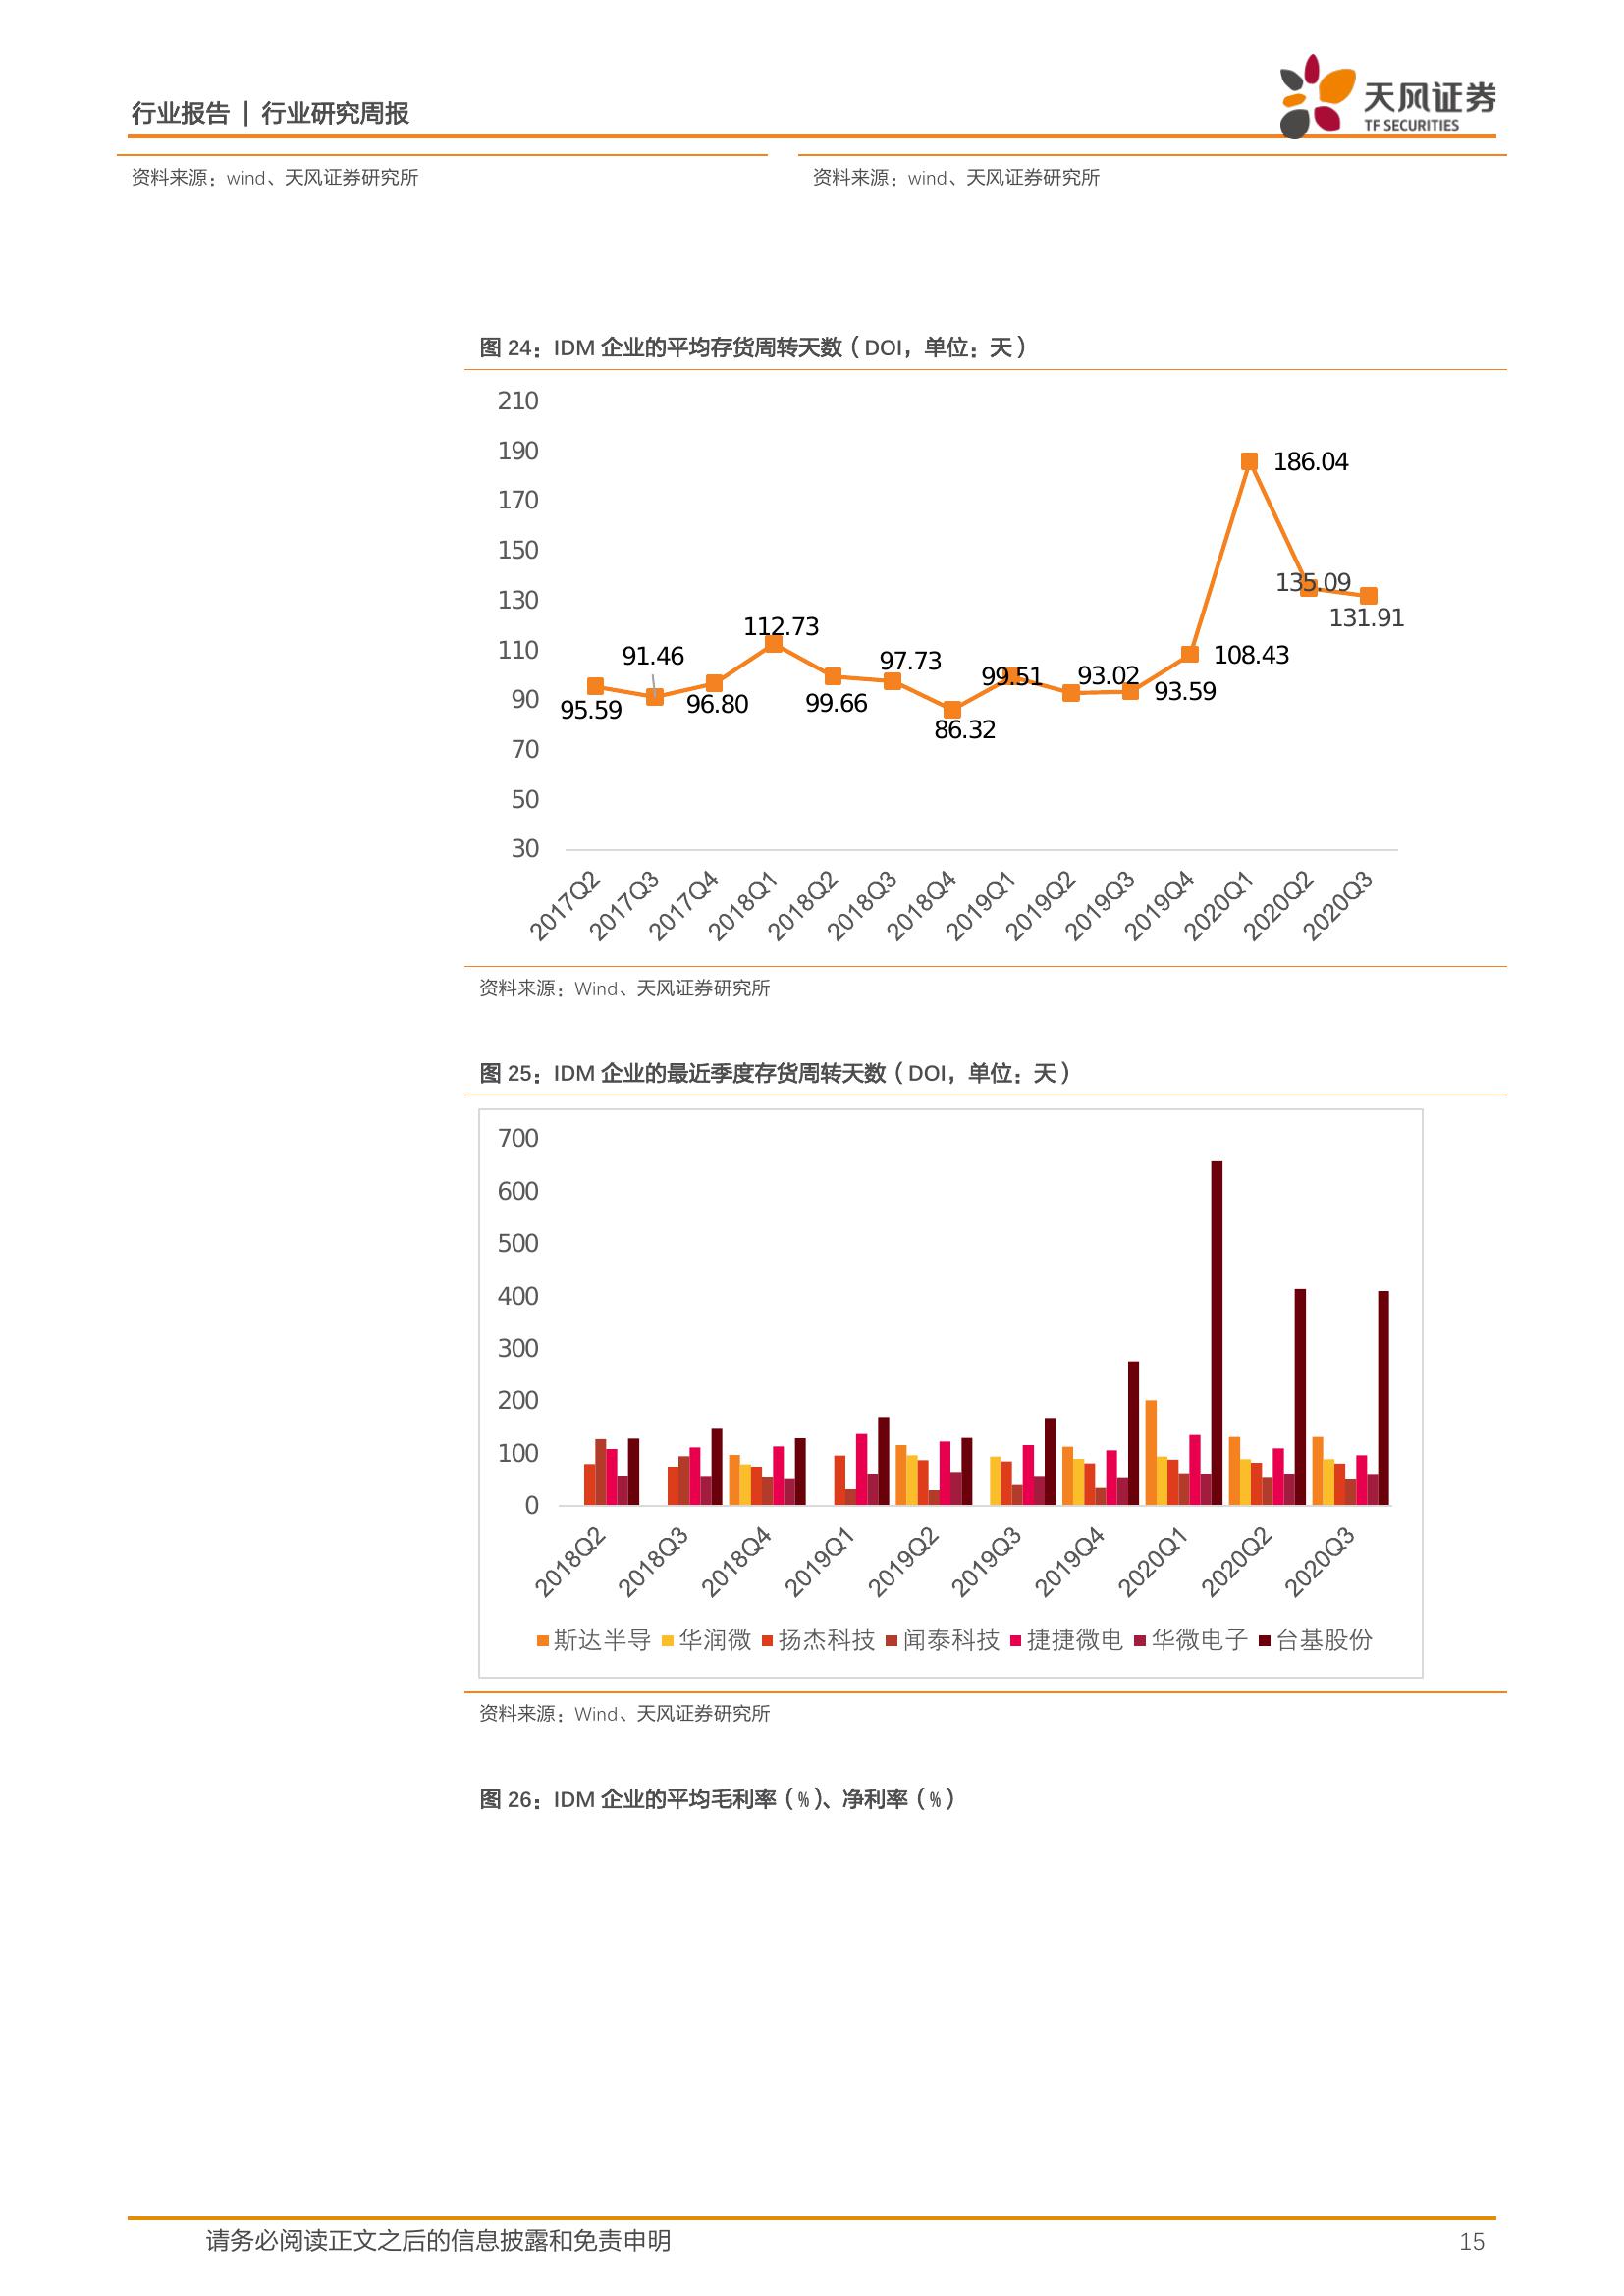 行业报告 | 行业研究周报
天风证券
TF SECURITIES
资料来源：wind、天风证券研究所
资料来源：wind、天风证券研究所
图 24：IDM 企业的平均存货周转天数（DOI，单位：天）
210
190
170
150
130
110
90
70
50
30
95.59
91.46
96.80
112.73
99.66
97.73
86.32
99.51
93.02
93.59
108.43
186.04
135.09
131.91
2017Q2
2017Q3
2017Q4
2018Q1
2018Q2
2018Q3
2018Q4
2019Q1
2019Q2
2019Q3
2019Q4
2020Q1
2020Q2
2020Q3
资料来源：Wind、天风证券研究所
图 25：IDM 企业的最近季度存货周转天数（DOI，单位：天）
700
600
500
400
300
200
100
0
2018Q2
2018Q3
2018Q4
2019Q1
2019Q2
2019Q3
2019Q4
2020Q1
2020Q2
2020Q3
斯达半导 华润微 扬杰科技 闻泰科技 捷捷微电 华微电子 台基股份
资料来源：Wind、天风证券研究所
图 26：IDM 企业的平均毛利率（%）、净利率（%）
请务必阅读正文之后的信息披露和免责申明
15